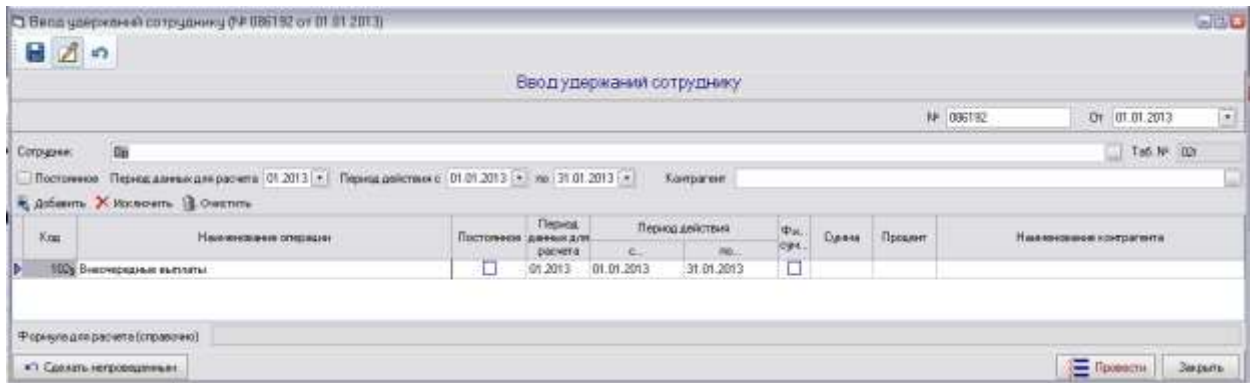 Ввод удержаний сотруднику (№ 086192 от 01.01.2013)
Ввод удержаний сотруднику
№ 086192 От 01.01.2013
Сотрудник: Таб. №
Постоянное Период данных для расчета 01.2013 Период действия с 01.01.2013 по 31.01.2013 Контрагент
Добавить Исключить Очистить
Код Наименование операции Постоянное Период данных для расчета Период действия с... по... Фи. сум... Сумма Процент Наименование контрагента
Внеочередные выплаты 01.2013 01.01.2013 31.01.2013
Формула для расчета (справочно)
Сделать непроведенным Провести Закрыть